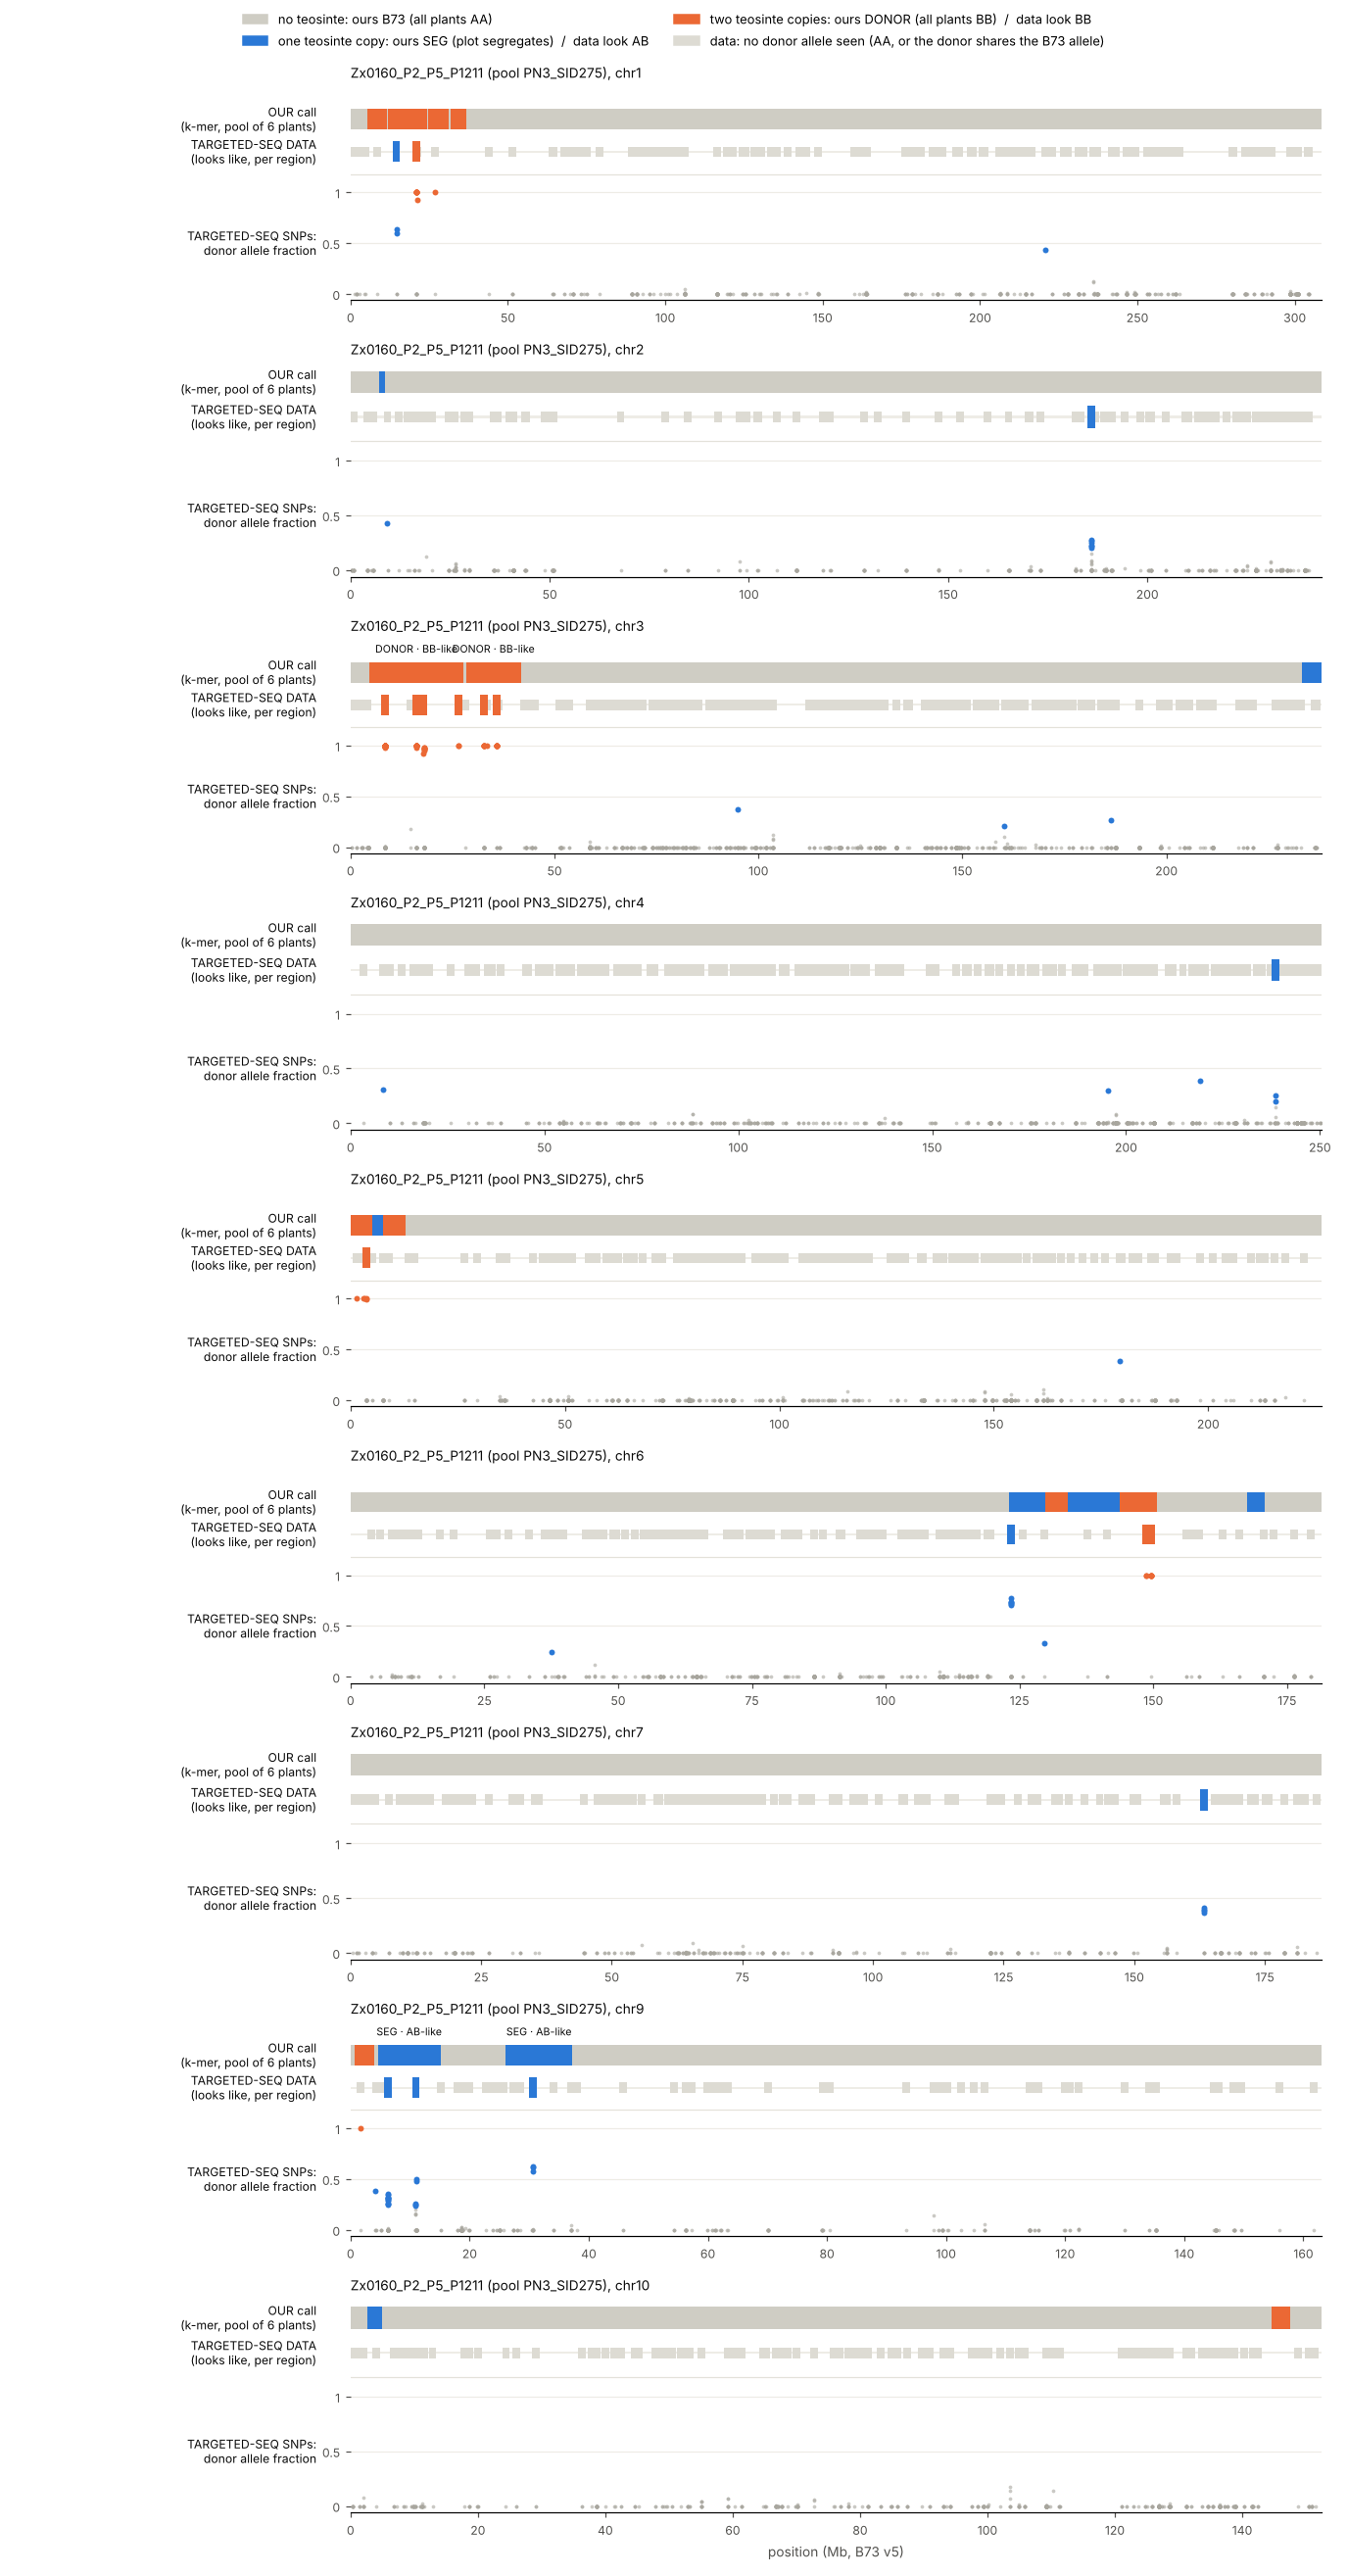 no teosinte: ours B73 (all plants AA)
two teosinte copies: ours DONOR (all plants BB) / data look BB
one teosinte copy: ours SEG (plot segregates) / data look AB
data: no donor allele seen (AA, or the donor shares the B73 allele)
Zx0160_P2_P5_P1211 (pool PN3_SID275), chr1
OUR call
(k-mer, pool of 6 plants)
TARGETED-SEQ DATA
(looks like, per region)
1
TARGETED-SEQ SNPs:
donor allele fraction
0.5
0
0 50 100 150 200 250 300
Zx0160_P2_P5_P1211 (pool PN3_SID275), chr2
OUR call
(k-mer, pool of 6 plants)
TARGETED-SEQ DATA
(looks like, per region)
1
TARGETED-SEQ SNPs:
donor allele fraction
0.5
0
0 50 100 150 200
Zx0160_P2_P5_P1211 (pool PN3_SID275), chr3
DONOR · BB-like DONOR · BB-like
OUR call
(k-mer, pool of 6 plants)
TARGETED-SEQ DATA
(looks like, per region)
1
TARGETED-SEQ SNPs:
donor allele fraction
0.5
0
0 50 100 150 200
Zx0160_P2_P5_P1211 (pool PN3_SID275), chr4
OUR call
(k-mer, pool of 6 plants)
TARGETED-SEQ DATA
(looks like, per region)
1
TARGETED-SEQ SNPs:
donor allele fraction
0.5
0
0 50 100 150 200 250
Zx0160_P2_P5_P1211 (pool PN3_SID275), chr5
OUR call
(k-mer, pool of 6 plants)
TARGETED-SEQ DATA
(looks like, per region)
1
TARGETED-SEQ SNPs:
donor allele fraction
0.5
0
0 50 100 150 200
Zx0160_P2_P5_P1211 (pool PN3_SID275), chr6
OUR call
(k-mer, pool of 6 plants)
TARGETED-SEQ DATA
(looks like, per region)
1
TARGETED-SEQ SNPs:
donor allele fraction
0.5
0
0 25 50 75 100 125 150 175
Zx0160_P2_P5_P1211 (pool PN3_SID275), chr7
OUR call
(k-mer, pool of 6 plants)
TARGETED-SEQ DATA
(looks like, per region)
1
TARGETED-SEQ SNPs:
donor allele fraction
0.5
0
0 25 50 75 100 125 150 175
Zx0160_P2_P5_P1211 (pool PN3_SID275), chr9
SEG · AB-like SEG · AB-like
OUR call
(k-mer, pool of 6 plants)
TARGETED-SEQ DATA
(looks like, per region)
1
TARGETED-SEQ SNPs:
donor allele fraction
0.5
0
0 20 40 60 80 100 120 140 160
Zx0160_P2_P5_P1211 (pool PN3_SID275), chr10
OUR call
(k-mer, pool of 6 plants)
TARGETED-SEQ DATA
(looks like, per region)
1
TARGETED-SEQ SNPs:
donor allele fraction
0.5
0
0 20 40 60 80 100 120 140
position (Mb, B73 v5)